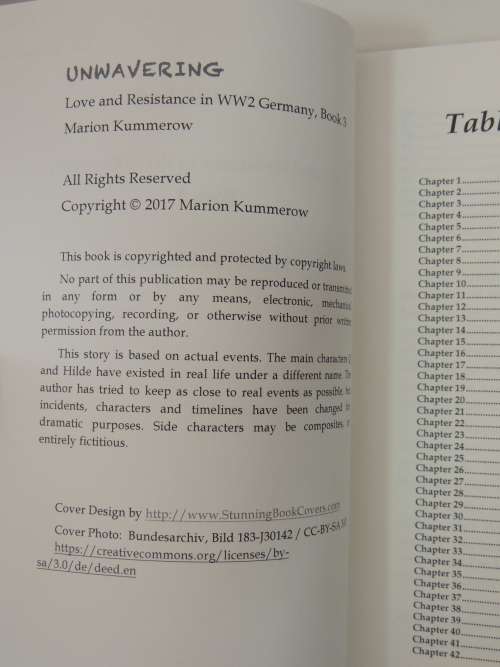 UNWAVERING
Love and Resistance in WW2 Germany, Book 3
Marion Kummerow
All Rights Reserved
Copyright © 2017 Marion Kummerow
This book is copyrighted and protected by copyright laws.
No part of this publication may be reproduced or transmitted
in any form or by any means, electronic, mechanical
photocopying, recording, or otherwise without prior written
permission from the author.
This story is based on actual events. The main characters
and Hilde have existed in real life under a different name. The
author has tried to keep as close to real events as possible, but
incidents, characters and timelines have been changed for
dramatic purposes. Side characters may be composites or
entirely fictitious.
Cover Design by http://www.StunningBookCovers.com
Cover Photo: Bundesarchiv, Bild 183-J30142 / CC-BY-SA
https://creativecommons.org/licenses/by-
sa/3.0/de/deed.en
Tabl
Chapter 1
Chapter 2
Chapter 3
Chapter 4
Chapter 5
Chapter 6
Chapter 7
Chapter 8
Chapter 9
Chapter 10
Chapter 11
Chapter 12
Chapter 13
Chapter 14
Chapter 15
Chapter 16
Chapter 17
Chapter 18
Chapter 19
Chapter 20
Chapter 21
Chapter 22
Chapter 23
Chapter 24
Chapter 25
Chapter 26
Chapter 27
Chapter 28
Chapter 29
Chapter 30
Chapter 31
Chapter 32
Chapter 33
Chapter 34
Chapter 35
Chapter 36
Chapter 37
Chapter 38
Chapter 39
Chapter 40
Chapter 41
Chapter 42